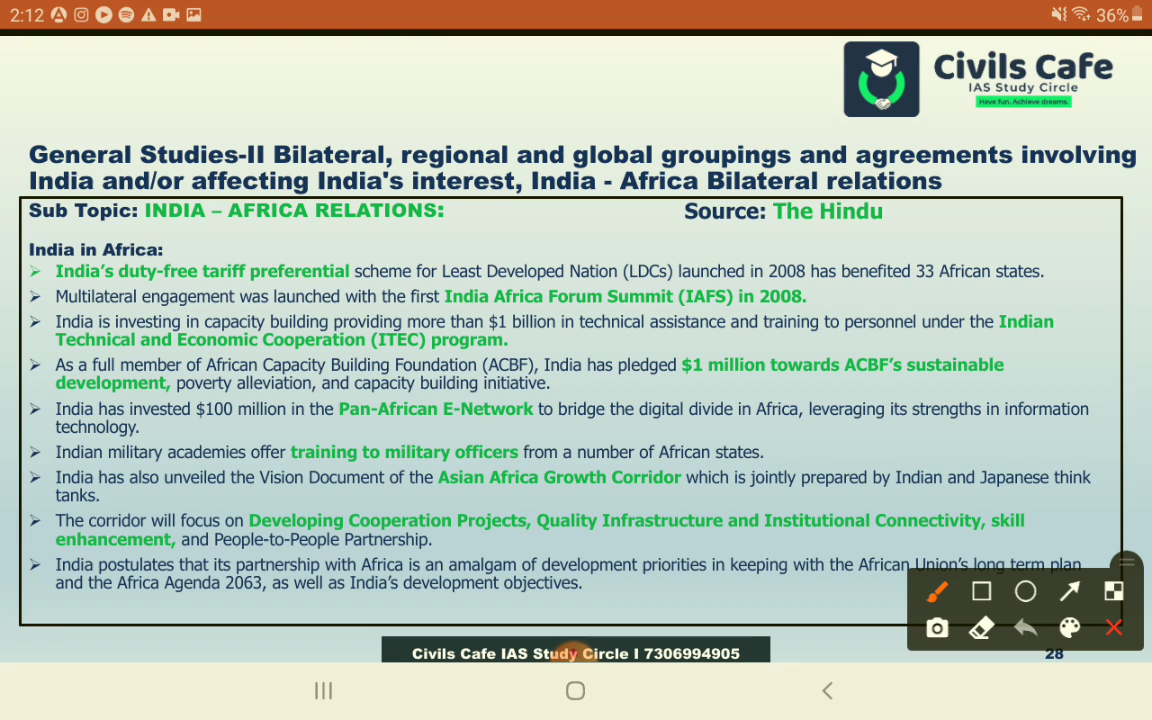 2:12
36%
Civils Cafe
IAS Study Circle
Have fun. Achieve dreams.
General Studies-II Bilateral, regional and global groupings and agreements involving
India and/or affecting India's interest, India - Africa Bilateral relations
Sub Topic: INDIA – AFRICA RELATIONS:
Source: The Hindu
India in Africa:
India's duty-free tariff preferential scheme for Least Developed Nation (LDCs) launched in 2008 has benefited 33 African states.
Multilateral engagement was launched with the first India Africa Forum Summit (IAFS) in 2008.
India is investing in capacity building providing more than $1 billion in technical assistance and training to personnel under the Indian
Technical and Economic Cooperation (ITEC) program.
As a full member of African Capacity Building Foundation (ACBF), India has pledged $1 million towards ACBF's sustainable
development, poverty alleviation, and capacity building initiative.
India has invested $100 million in the Pan-African E-Network to bridge the digital divide in Africa, leveraging its strengths in information
technology.
Indian military academies offer training to military officers from a number of African states.
India has also unveiled the Vision Document of the Asian Africa Growth Corridor which is jointly prepared by Indian and Japanese think
tanks.
The corridor will focus on Developing Cooperation Projects, Quality Infrastructure and Institutional Connectivity, skill
enhancement, and People-to-People Partnership.
India postulates that its partnership with Africa is an amalgam of development priorities in keeping with the African Union's long term plan
and the Africa Agenda 2063, as well as India's development objectives.
Civils Cafe IAS Study Circle I 7306994905
28